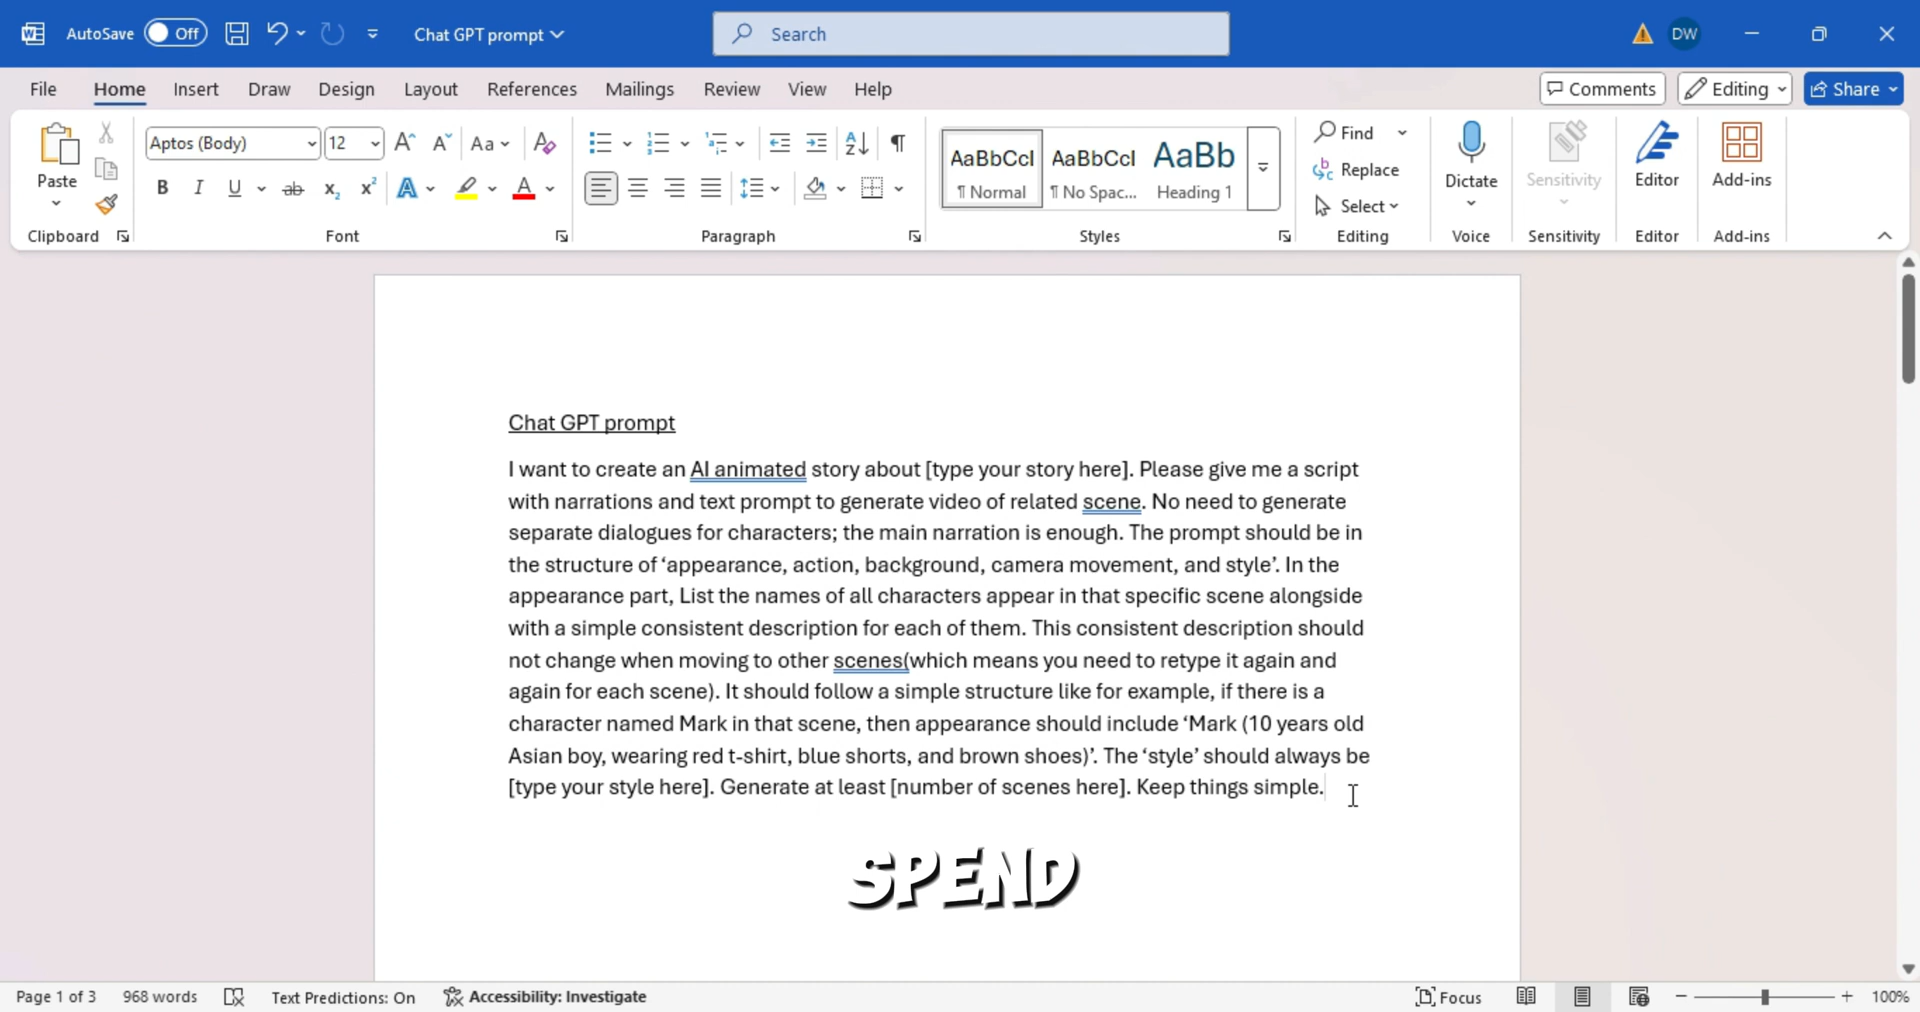 AutoSave Off Chat GPT prompt Search DW
File Home Insert Draw Design Layout References Mailings Review View Help Comments Editing Share
Aptos (Body) 12 Aa AaBbCcI AaBbCcI AaBb Find
Paste Replace Dictate Sensitivity Editor Add-ins
B I U ab x₂ x² A A ¶ Normal ¶ No Spac... Heading 1 Select
Clipboard Font Paragraph Styles Editing Voice Sensitivity Editor Add-ins
Chat GPT prompt
I want to create an AI animated story about [type your story here]. Please give me a script
with narrations and text prompt to generate video of related scene. No need to generate
separate dialogues for characters; the main narration is enough. The prompt should be in
the structure of ‘appearance, action, background, camera movement, and style’. In the
appearance part, List the names of all characters appear in that specific scene alongside
with a simple consistent description for each of them. This consistent description should
not change when moving to other scenes(which means you need to retype it again and
again for each scene). It should follow a simple structure like for example, if there is a
character named Mark in that scene, then appearance should include ‘Mark (10 years old
Asian boy, wearing red t-shirt, blue shorts, and brown shoes)’. The ‘style’ should always be
[type your style here]. Generate at least [number of scenes here]. Keep things simple.
SPEND
Page 1 of 3 968 words Text Predictions: On Accessibility: Investigate Focus 100%